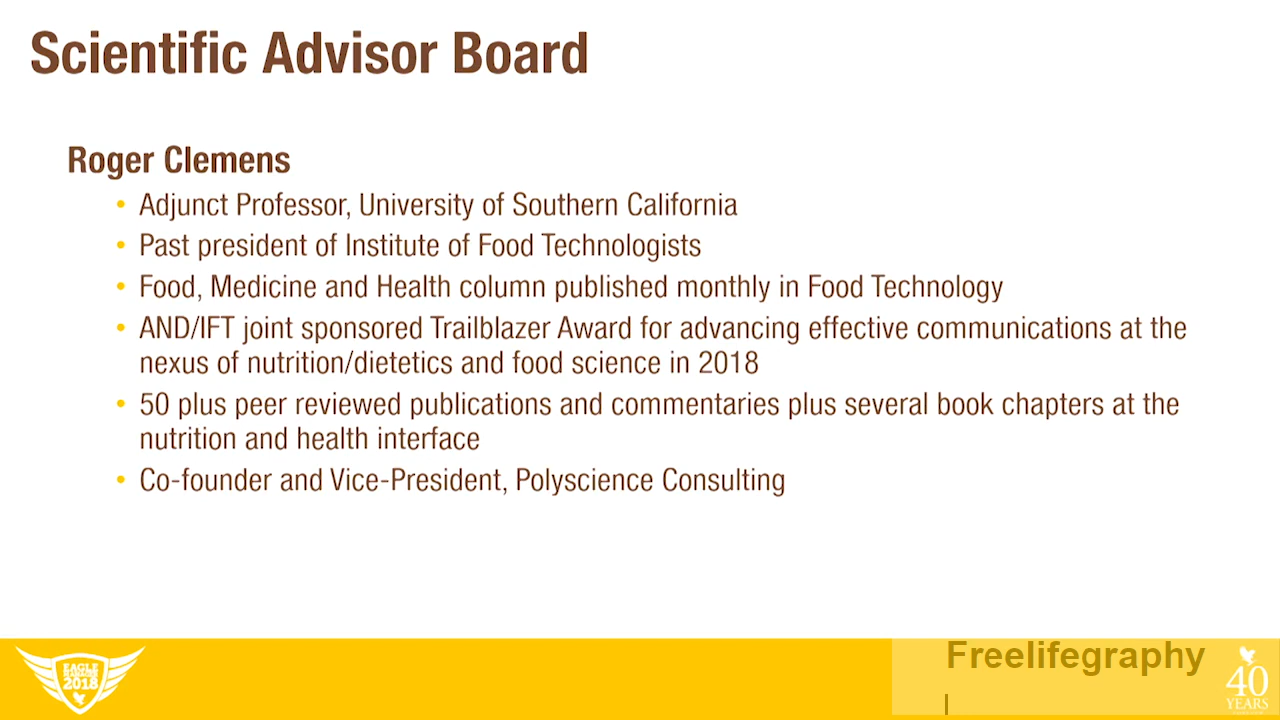 Scientific Advisor Board
Roger Clemens
• Adjunct Professor, University of Southern California
• Past president of Institute of Food Technologists
• Food, Medicine and Health column published monthly in Food Technology
• AND/IFT joint sponsored Trailblazer Award for advancing effective communications at the
nexus of nutrition/dietetics and food science in 2018
• 50 plus peer reviewed publications and commentaries plus several book chapters at the
nutrition and health interface
• Co-founder and Vice-President, Polyscience Consulting
EAGLE
2018
Freelifegraphy
40
YEARS